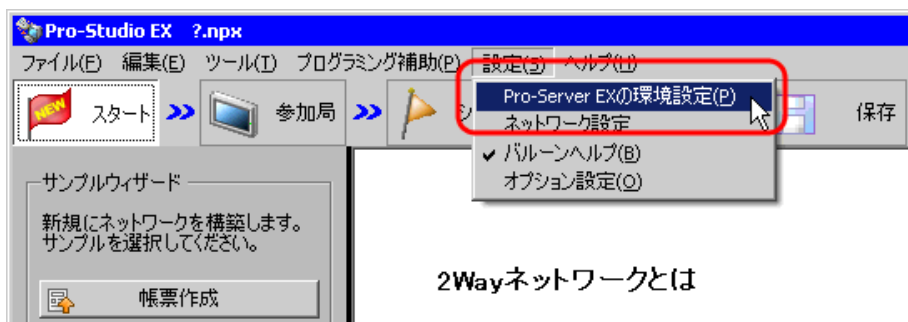 Pro-Studio EX ?.npx
ファイル(F) 編集(E) ツール(T) プログラミング補助(P) 設定(S) ヘルプ(H)
スタート 参加局 保存
Pro-Server EXの環境設定(P)
ネットワーク設定
バルーンヘルプ(B)
オプション設定(O)
サンプルウィザード
新規にネットワークを構築します。
サンプルを選択してください。
帳票作成
2Wayネットワークとは